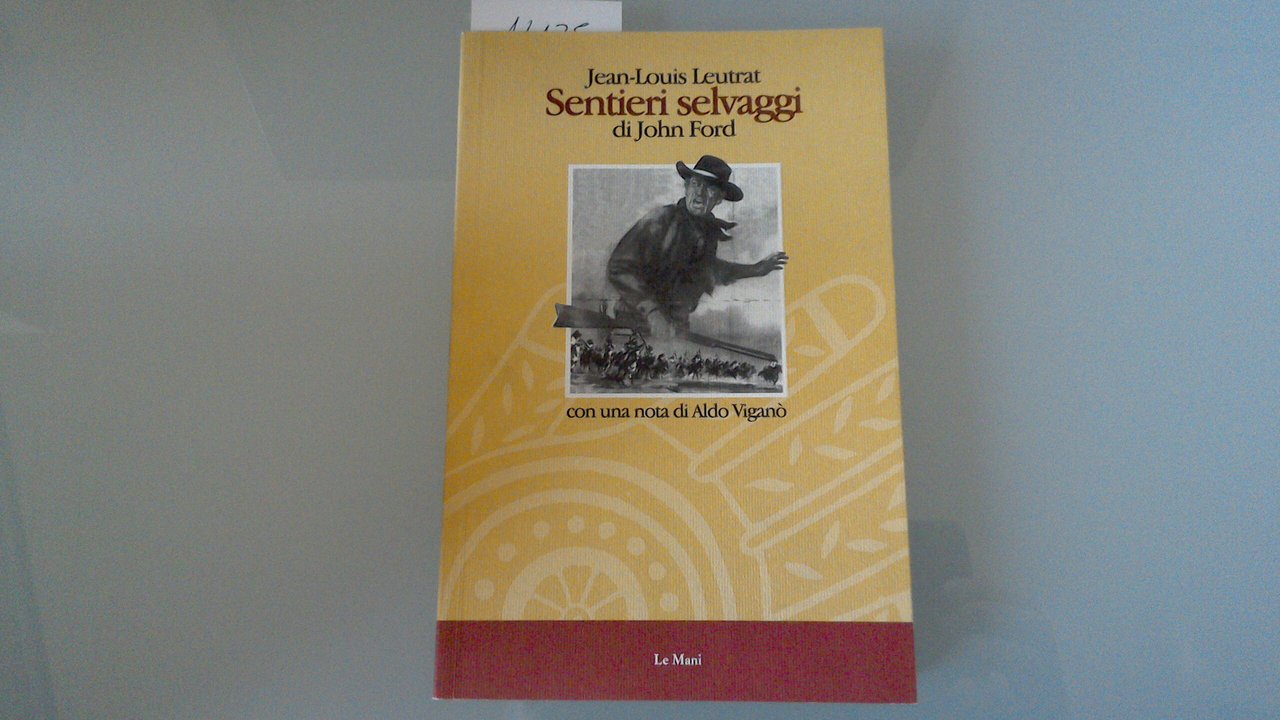 Jean-Louis Leutrat
Sentieri selvaggi
di John Ford
con una nota di Aldo Viganò
Le Mani